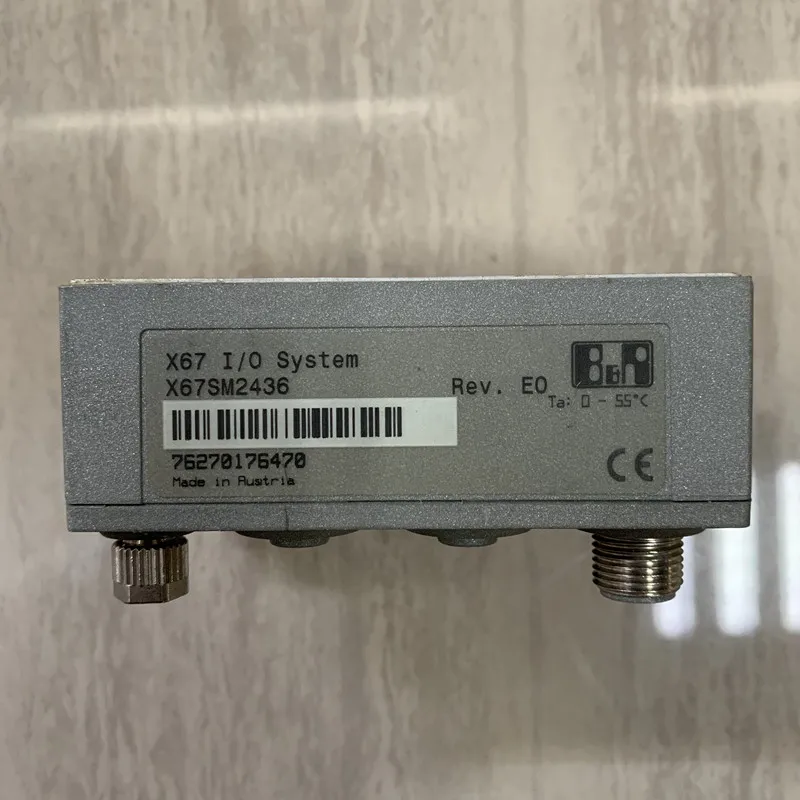 X67 I/O System
X67SM2436
Rev. E0
B&R
Ta: 0 - 55°C
76270176470
Made in Austria
CE